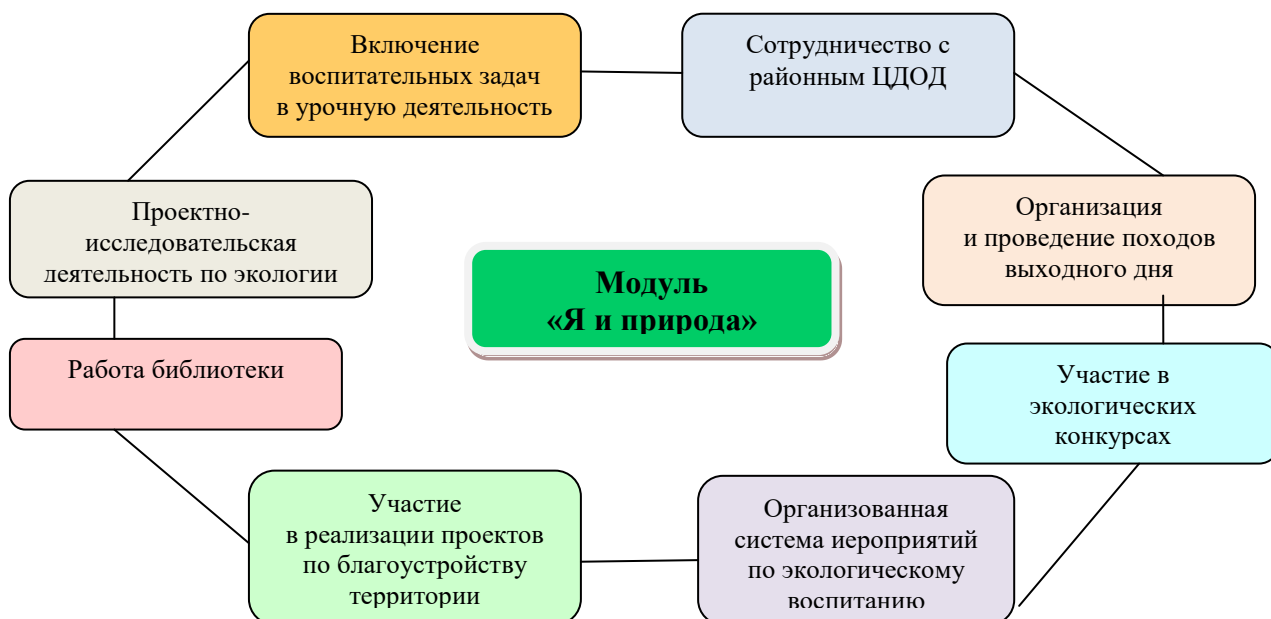 Включение
воспитательных задач
в урочную деятельность
Сотрудничество с
районным ЦДОД
Проектно-
исследовательская
деятельность по экологии
Организация
и проведение походов
выходного дня
Модуль
«Я и природа»
Работа библиотеки
Участие в
экологических
конкурсах
Участие
в реализации проектов
по благоустройству
территории
Организованная
система иероприятий
по экологическому
воспитанию